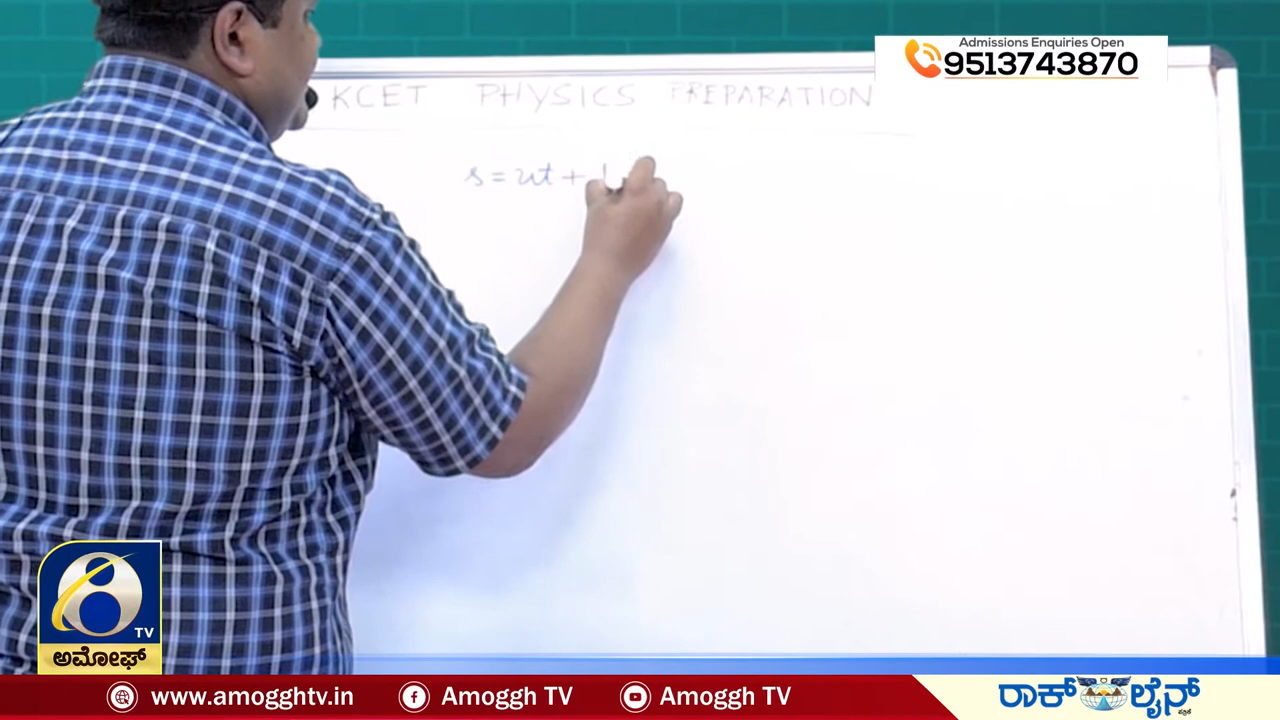 Admissions Enquiries Open
9513743870
KCET PHYSICS PREPARATION
s = ut +
TV
ಅಮೋಘ್
www.amogghtv.in
Amoggh TV
Amoggh TV
ರಾಕ್ ಲೈನ್